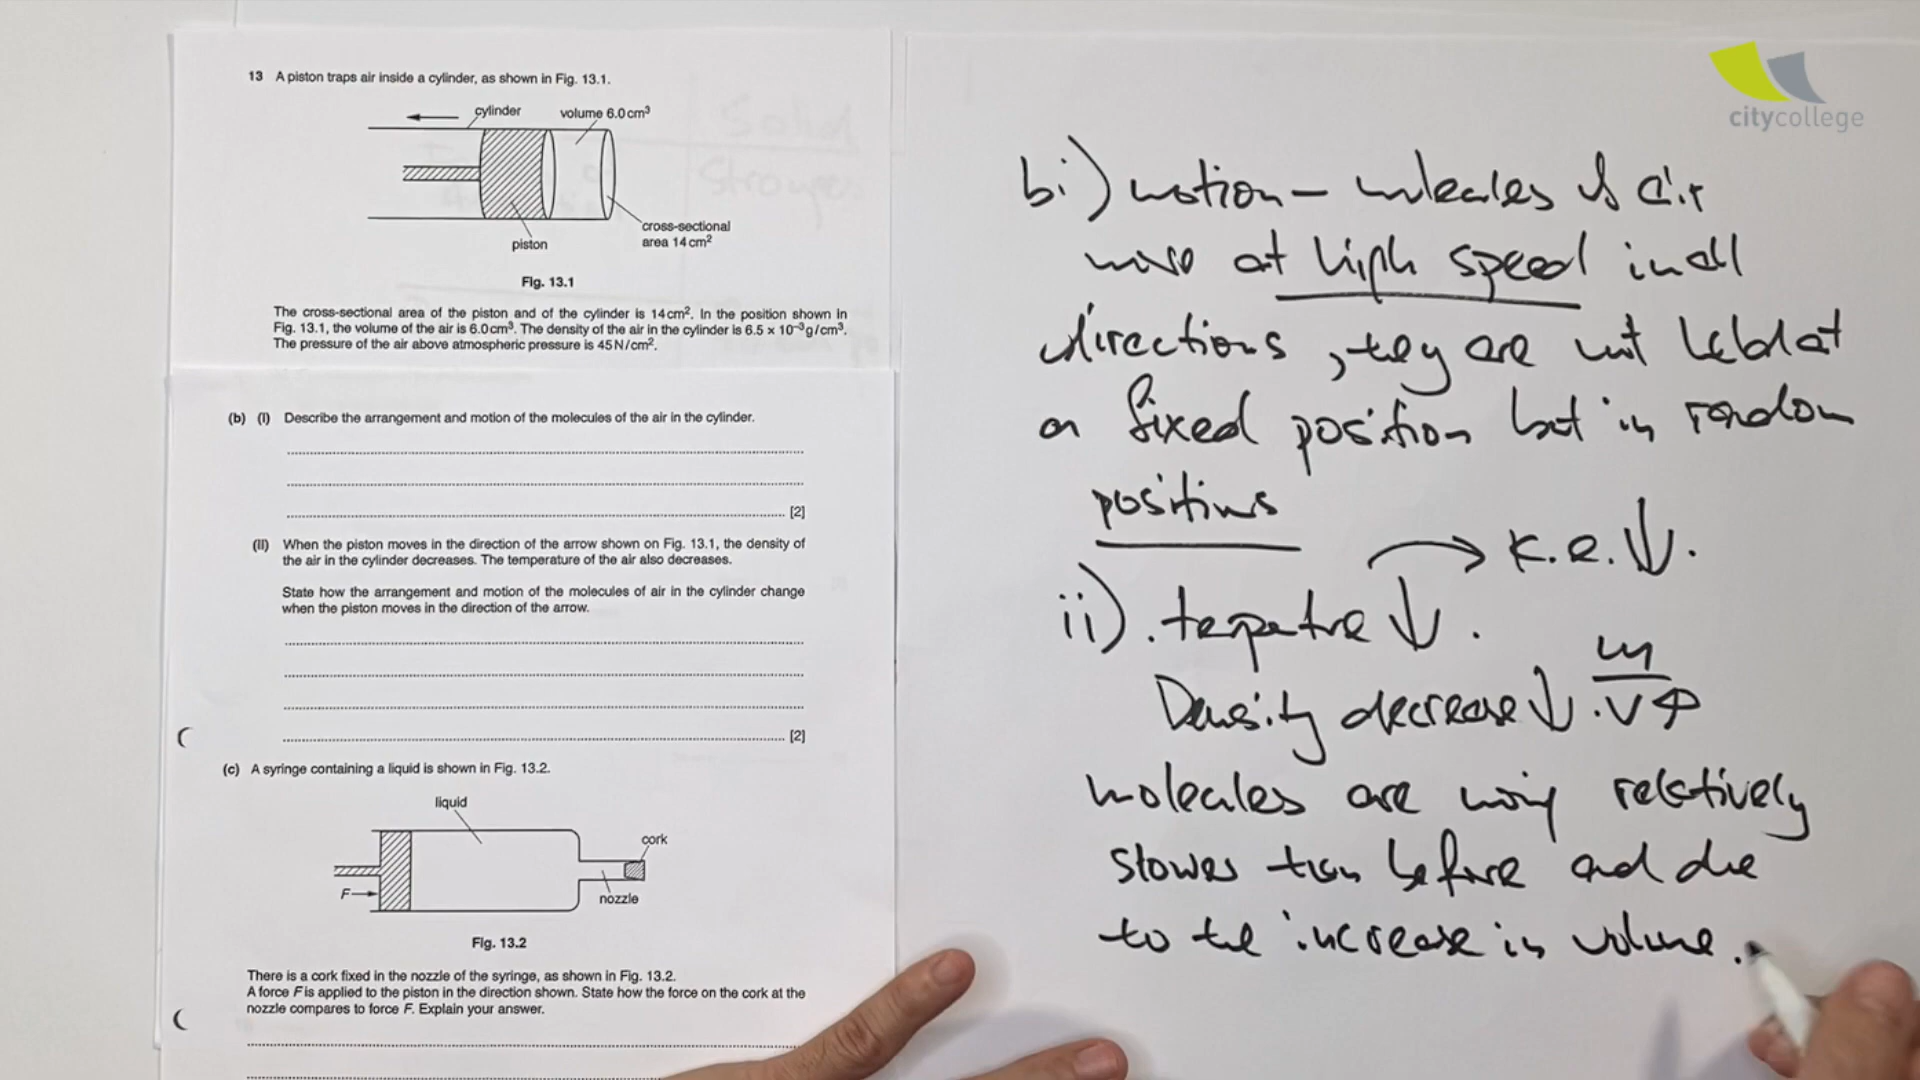 13 A piston traps air inside a cylinder, as shown in Fig. 13.1.
cylinder
volume 6.0 cm³
cross-sectional
area 14 cm²
piston
Fig. 13.1
The cross-sectional area of the piston and of the cylinder is 14 cm². In the position shown in
Fig. 13.1, the volume of the air is 6.0 cm³. The density of the air in the cylinder is 6.5 x 10⁻³ g/cm³.
The pressure of the air above atmospheric pressure is 45 N/cm².
(b) (i) Describe the arrangement and motion of the molecules of the air in the cylinder.
[2]
(ii) When the piston moves in the direction of the arrow shown on Fig. 13.1, the density of
the air in the cylinder decreases. The temperature of the air also decreases.
State how the arrangement and motion of the molecules of air in the cylinder change
when the piston moves in the direction of the arrow.
[2]
(c) A syringe containing a liquid is shown in Fig. 13.2.
liquid
cork
F
nozzle
Fig. 13.2
There is a cork fixed in the nozzle of the syringe, as shown in Fig. 13.2.
A force F is applied to the piston in the direction shown. State how the force on the cork at the
nozzle compares to force F. Explain your answer.
citycollege
bi) motion - molecules of air
move at high speed in all
directions, they are not at
a fixed position but in random
positions
→ K.e. ↓.
ii). ↓.
Density decrease ↓. m/V↑
molecules are relatively
slower than before and due
to the increase in volume.